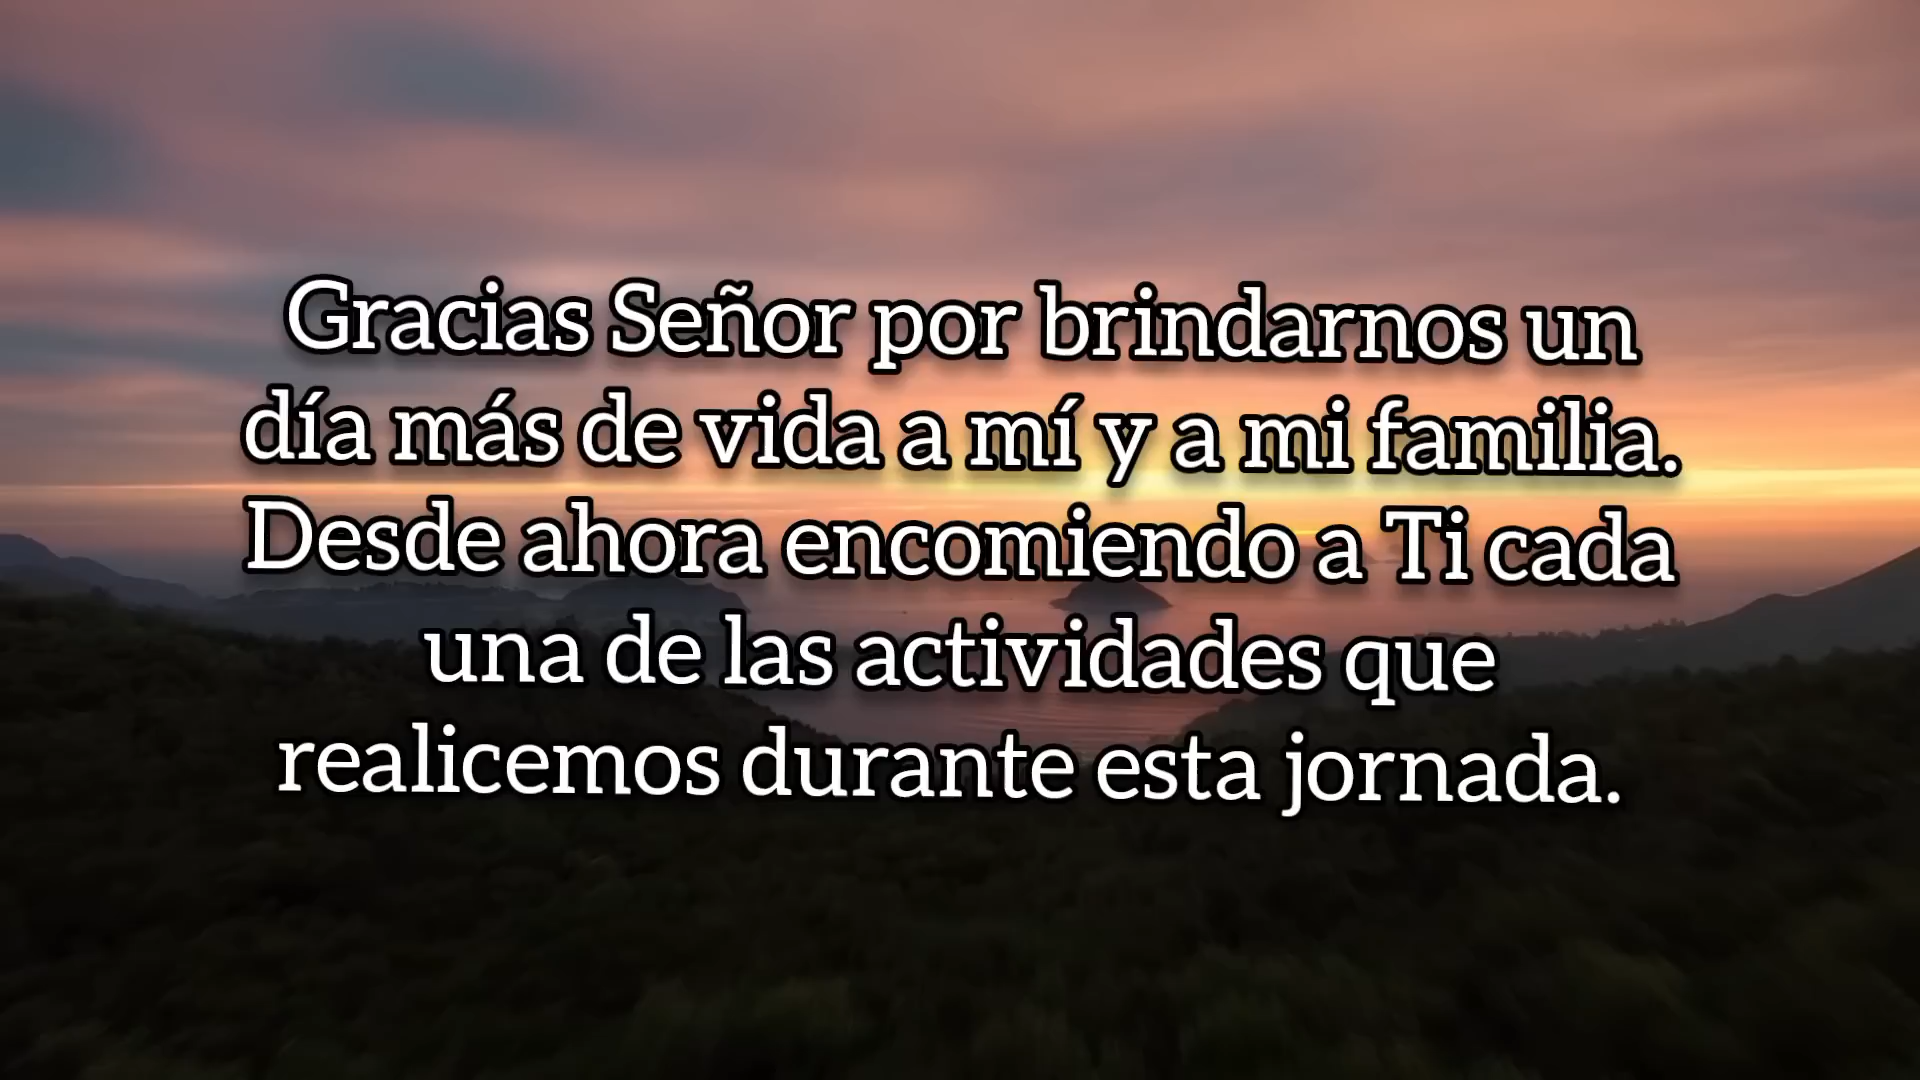 Gracias Señor por brindarnos un
día más de vida a mí y a mi familia.
Desde ahora encomiendo a Ti cada
una de las actividades que
realicemos durante esta jornada.